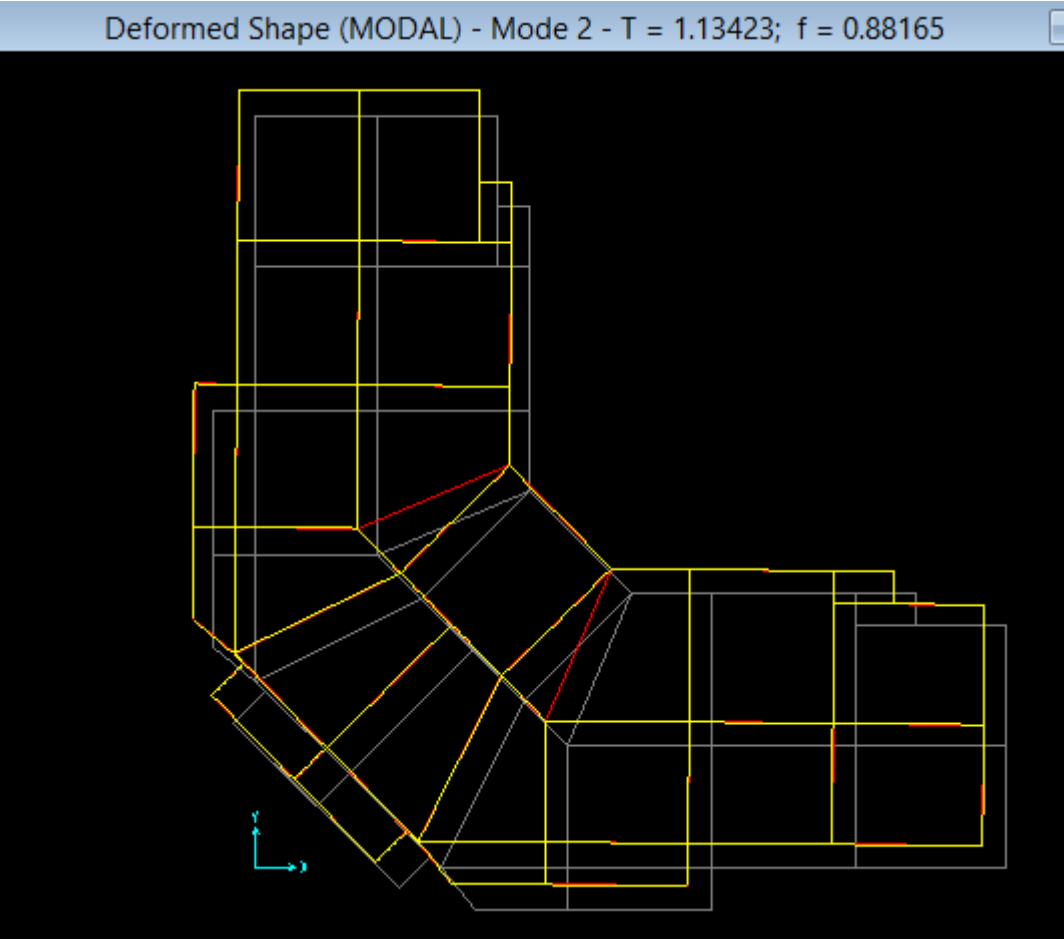 Deformed Shape (MODAL) - Mode 2 - T = 1.13423; f = 0.88165
Y
X